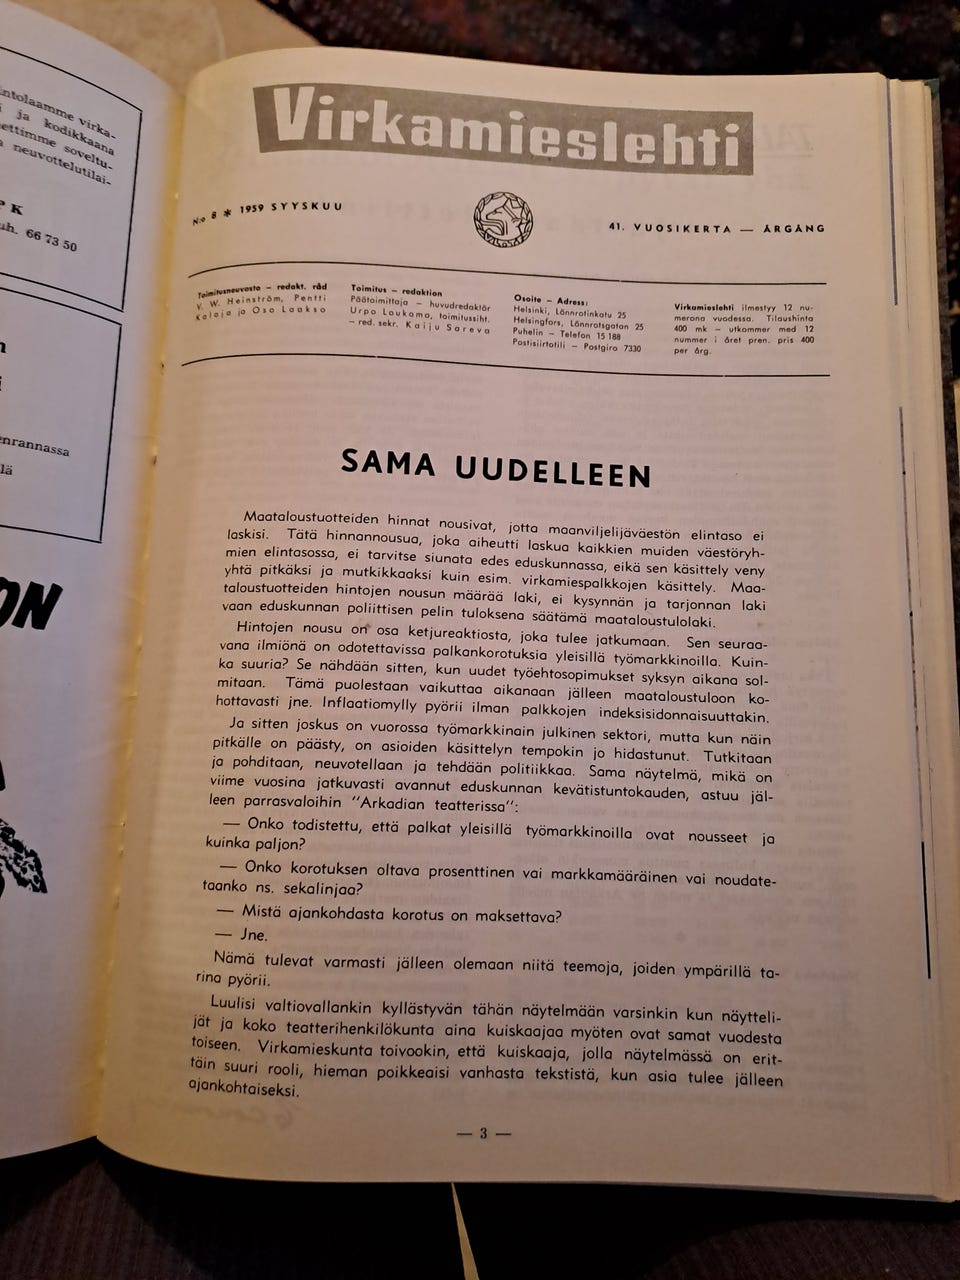 virka-
ja kodikkaana
neuvottelutilai-
P K
uh. 66 73 50
lä
ON
Virkamieslehti
N:o 8 * 1959 SYYSKUU
41. VUOSIKERTA — ÅRGÅNG
Toimitusneuvosto – redakt. råd
V. W. Heinström, Pentti
Kalaja ja Osa Laakso
Toimitus – redaktion
Päätoimittaja – huvudredaktör
Urpo Loukamo, toimitussiht.
– red. sekr. Kaiju Sareva
Osoite – Adress:
Helsinki, Lönnrotinkatu 25
Helsingfors, Lönnrotsgatan 25
Puhelin – Telefon 15 188
Postisiirtotili – Postgiro 7330
Virkamieslehti ilmestyy 12 nu-
merona vuodessa. Tilaushinta
400 mk – utkommer med 12
nummer i året pren. pris 400
per årg.
SAMA UUDELLEEN
Maataloustuotteiden hinnat nousivat, jotta maanviljelijäväestön elintaso ei
laskisi. Tätä hinnannousua, joka aiheutti laskua kaikkien muiden väestöryh-
mien elintasossa, ei tarvitse siunata edes eduskunnassa, eikä sen käsittely veny
yhtä pitkäksi ja mutkikkaaksi kuin esim. virkamiespalkkojen käsittely. Maa-
taloustuotteiden hintojen nousun määrää laki, ei kysynnän ja tarjonnan laki
vaan eduskunnan poliittisen pelin tuloksena säätämä maataloustulolaki.
Hintojen nousu on osa ketjureaktiosta, joka tulee jatkumaan. Sen seuraa-
vana ilmiönä on odotettavissa palkankorotuksia yleisillä työmarkkinoilla. Kuin-
ka suuria? Se nähdään sitten, kun uudet työehtosopimukset syksyn aikana sol-
mitaan. Tämä puolestaan vaikuttaa aikanaan jälleen maataloustuloon ko-
hottavasti jne. Inflaatiomylly pyörii ilman palkkojen indeksisidonnaisuuttakin.
Ja sitten joskus on vuorossa työmarkkinain julkinen sektori, mutta kun näin
pitkälle on päästy, on asioiden käsittelyn tempokin jo hidastunut. Tutkitaan
ja pohditaan, neuvotellaan ja tehdään politiikkaa. Sama näytelmä, mikä on
viime vuosina jatkuvasti avannut eduskunnan kevätistuntokauden, astuu jäl-
leen parrasvaloihin "Arkadian teatterissa":
— Onko todistettu, että palkat yleisillä työmarkkinoilla ovat nousseet ja
kuinka paljon?
— Onko korotuksen oltava prosenttinen vai markkamääräinen vai noudate-
taanko ns. sekalinjaa?
— Mistä ajankohdasta korotus on maksettava?
— Jne.
Nämä tulevat varmasti jälleen olemaan niitä teemoja, joiden ympärillä ta-
rina pyörii.
Luulisi valtiovallankin kyllästyvän tähän näytelmään varsinkin kun näytteli-
jät ja koko teatterihenkilökunta aina kuiskaajaa myöten ovat samat vuodesta
toiseen. Virkamieskunta toivookin, että kuiskaaja, jolla näytelmässä on erit-
täin suuri rooli, hieman poikkeaisi vanhasta tekstistä, kun asia tulee jälleen
ajankohtaiseksi.
— 3 —